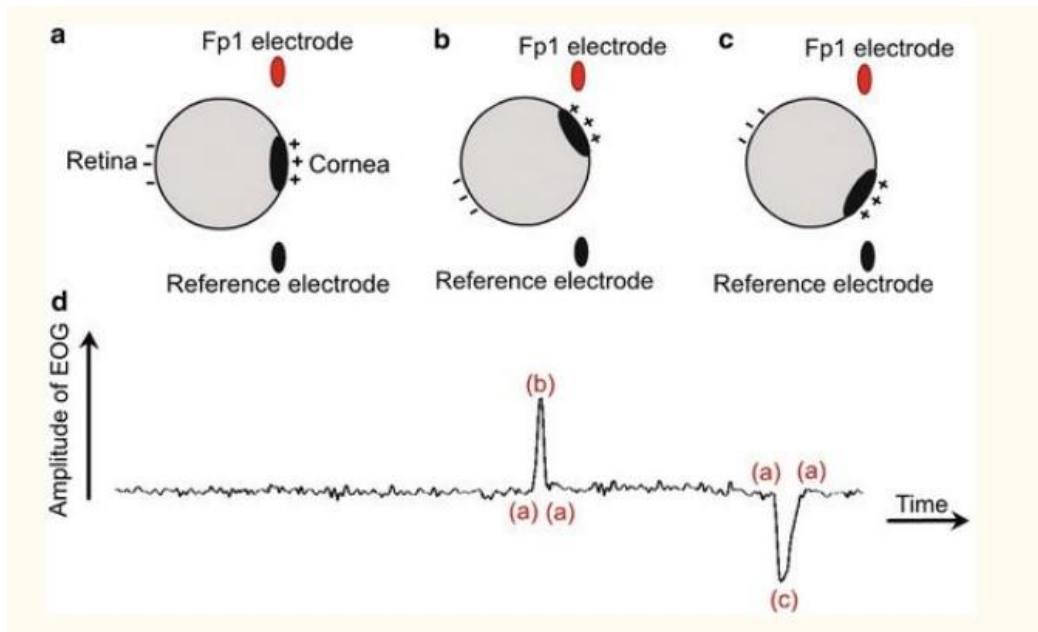 a
Fp1 electrode
Retina
Cornea
Reference electrode
b
Fp1 electrode
Reference electrode
c
Fp1 electrode
Reference electrode
d
Amplitude of EOG
(b)
(a) (a)
(a) (a)
(c)
Time